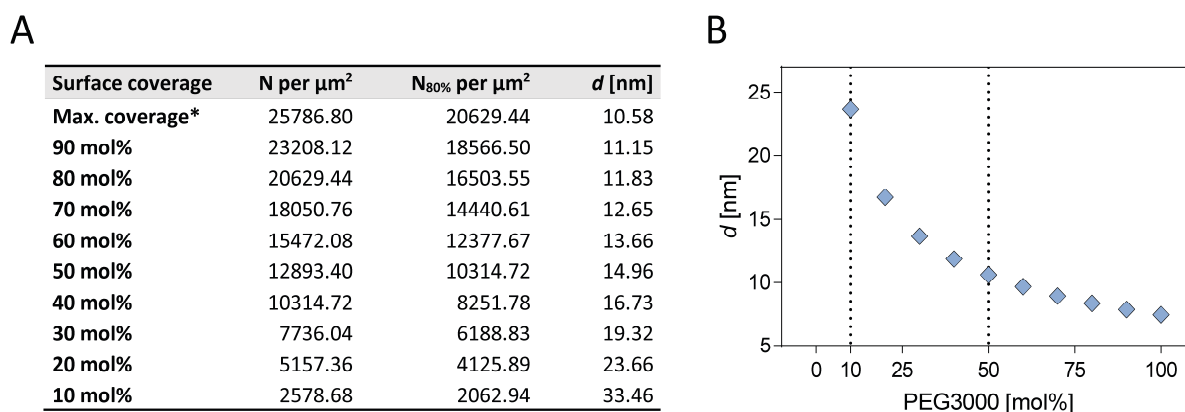 A
Surface coverage N per µm² N80% per µm² d [nm]
Max. coverage* 25786.80 20629.44 10.58
90 mol% 23208.12 18566.50 11.15
80 mol% 20629.44 16503.55 11.83
70 mol% 18050.76 14440.61 12.65
60 mol% 15472.08 12377.67 13.66
50 mol% 12893.40 10314.72 14.96
40 mol% 10314.72 8251.78 16.73
30 mol% 7736.04 6188.83 19.32
20 mol% 5157.36 4125.89 23.66
10 mol% 2578.68 2062.94 33.46
B
d [nm]
25
20
15
10
5
0 10 25 50 75 100
PEG3000 [mol%]